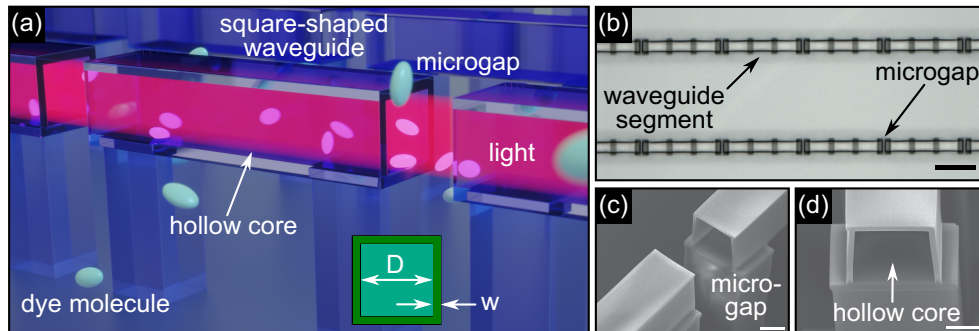 (a)
square-shaped
waveguide
microgap
light
hollow core
dye molecule
D
w
(b)
waveguide
segment
microgap
(c)
micro-
gap
(d)
hollow core